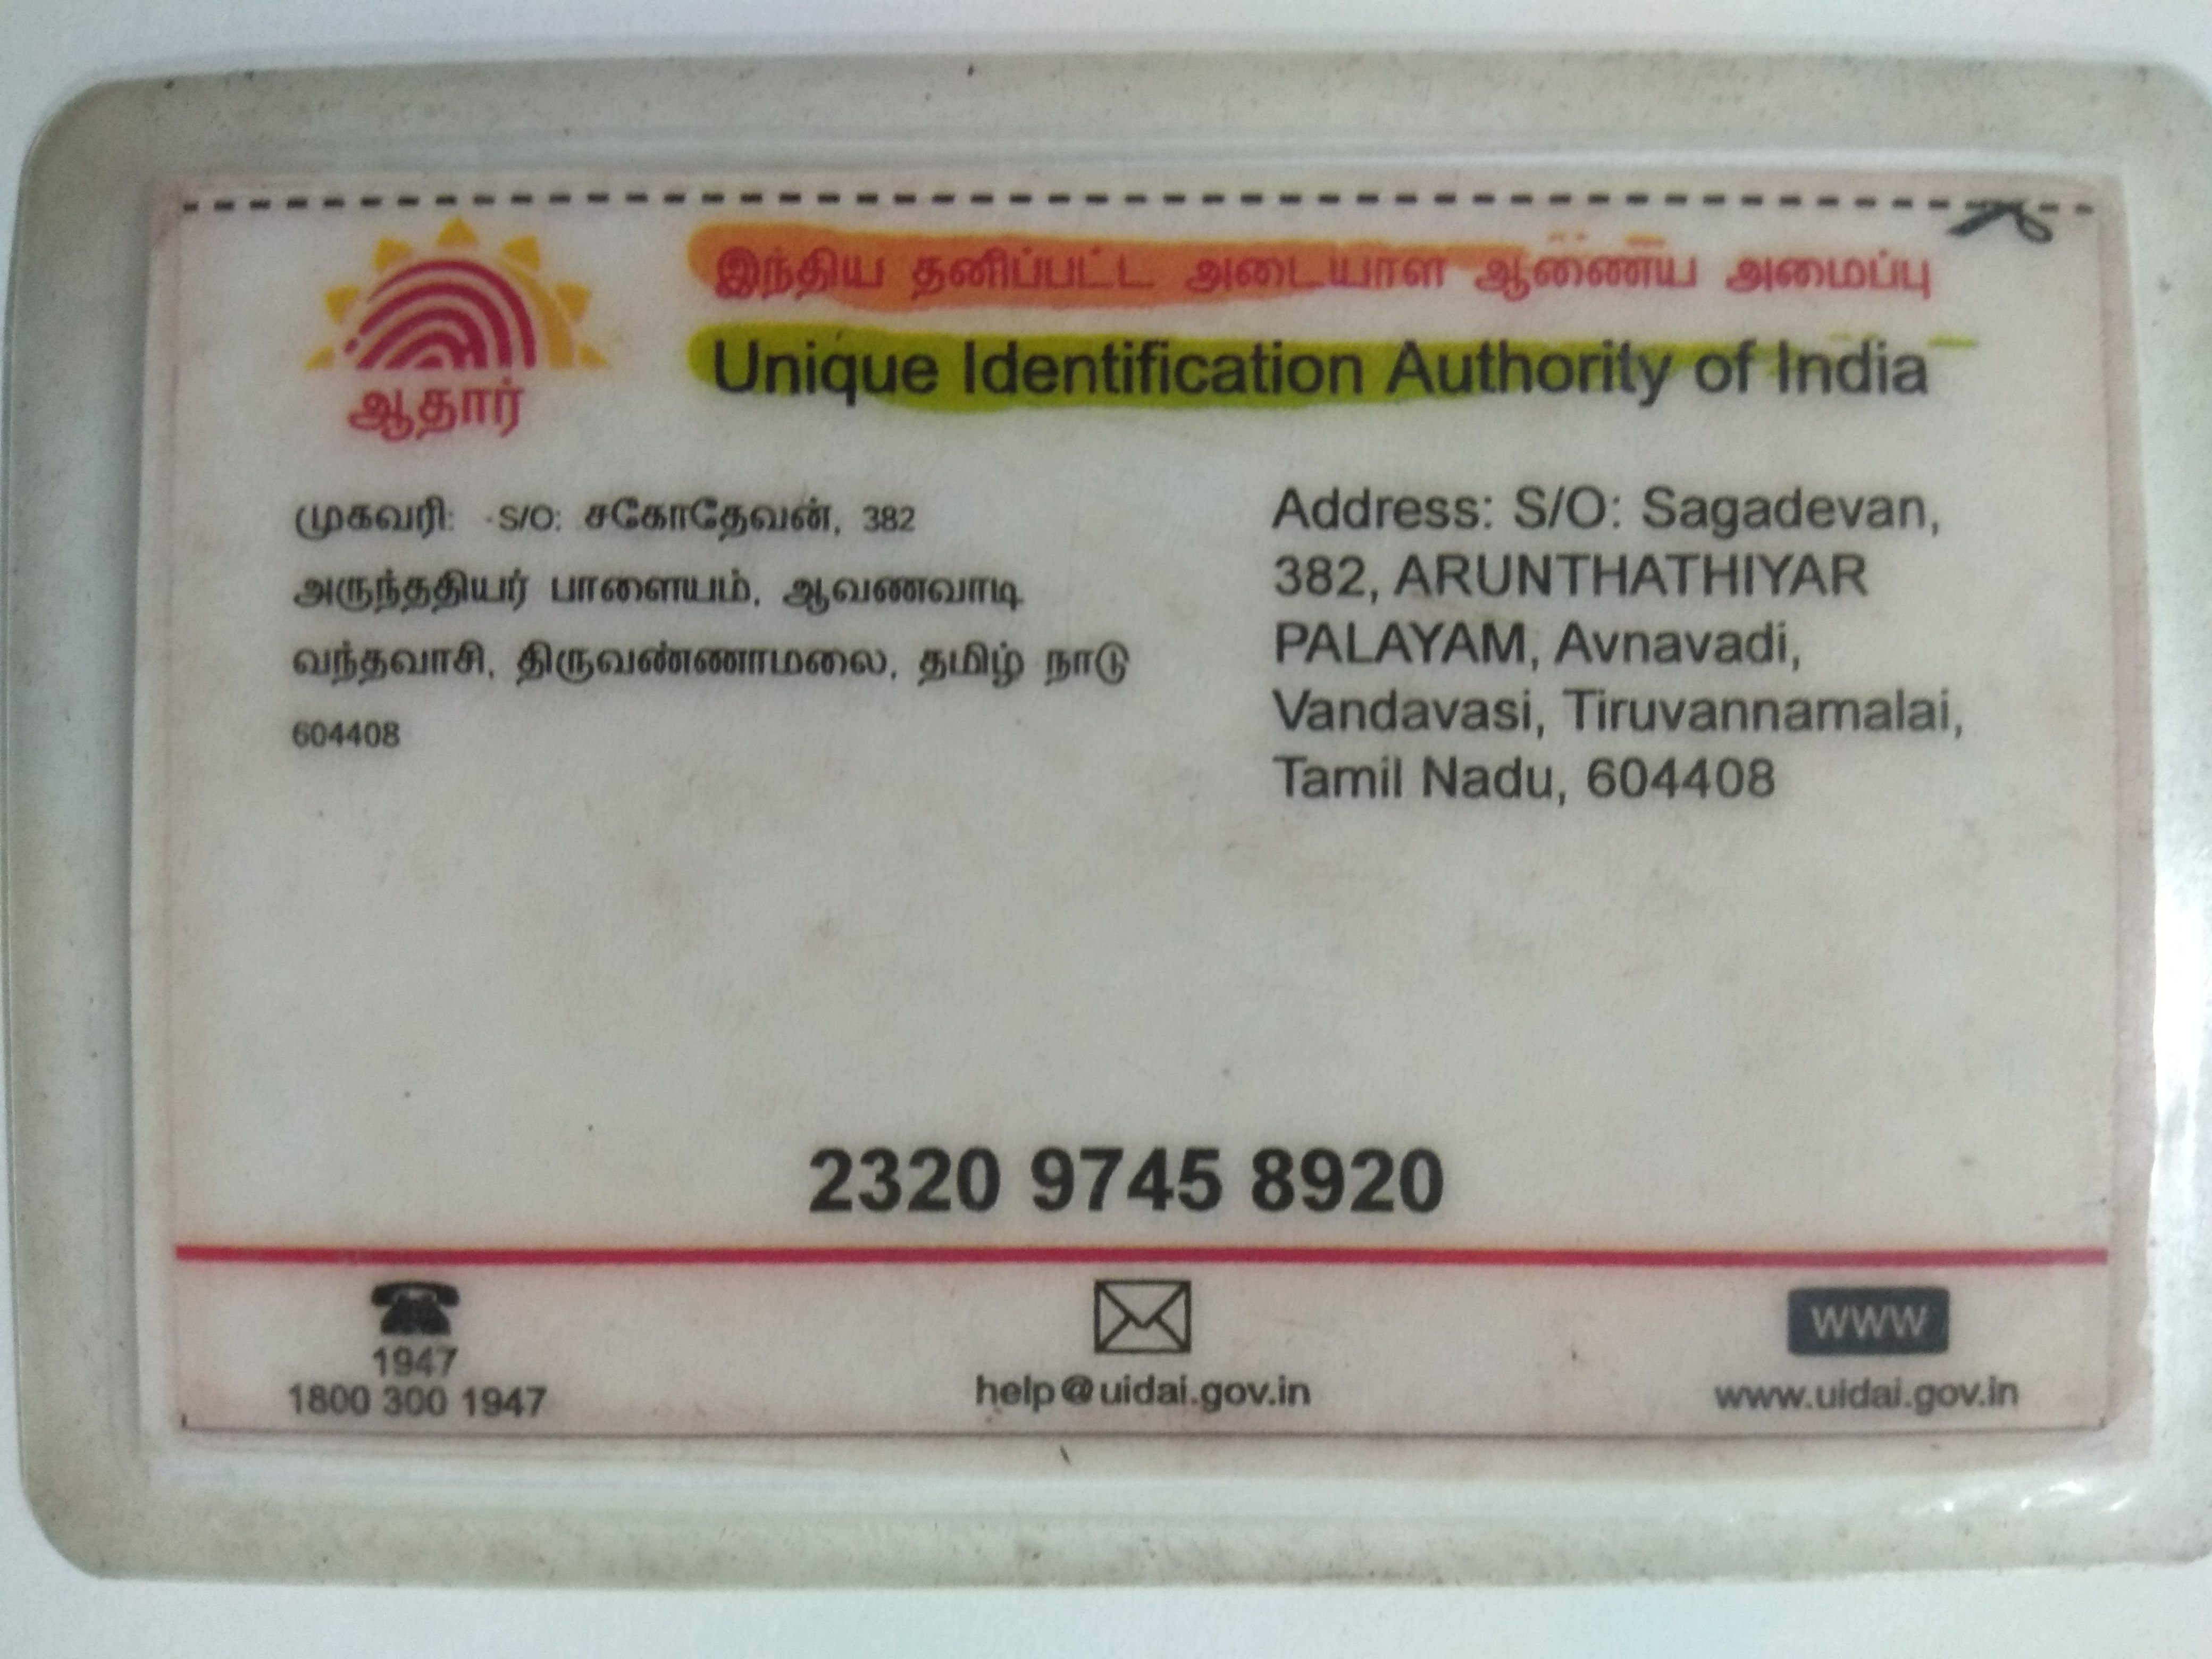 இந்திய தனிப்பட்ட அடையாள ஆணைய அமைப்பு
Unique Identification Authority of India
ஆதார்
முகவரி: S/O: சகோதேவன், 382
அருந்ததியர் பாளையம், ஆவணவாடி
வந்தவாசி, திருவண்ணாமலை, தமிழ் நாடு
604408
Address: S/O: Sagadevan,
382, ARUNTHATHIYAR
PALAYAM, Avnavadi,
Vandavasi, Tiruvannamalai,
Tamil Nadu, 604408
2320 9745 8920
1947
1800 300 1947
help@uidai.gov.in
WWW
www.uidai.gov.in